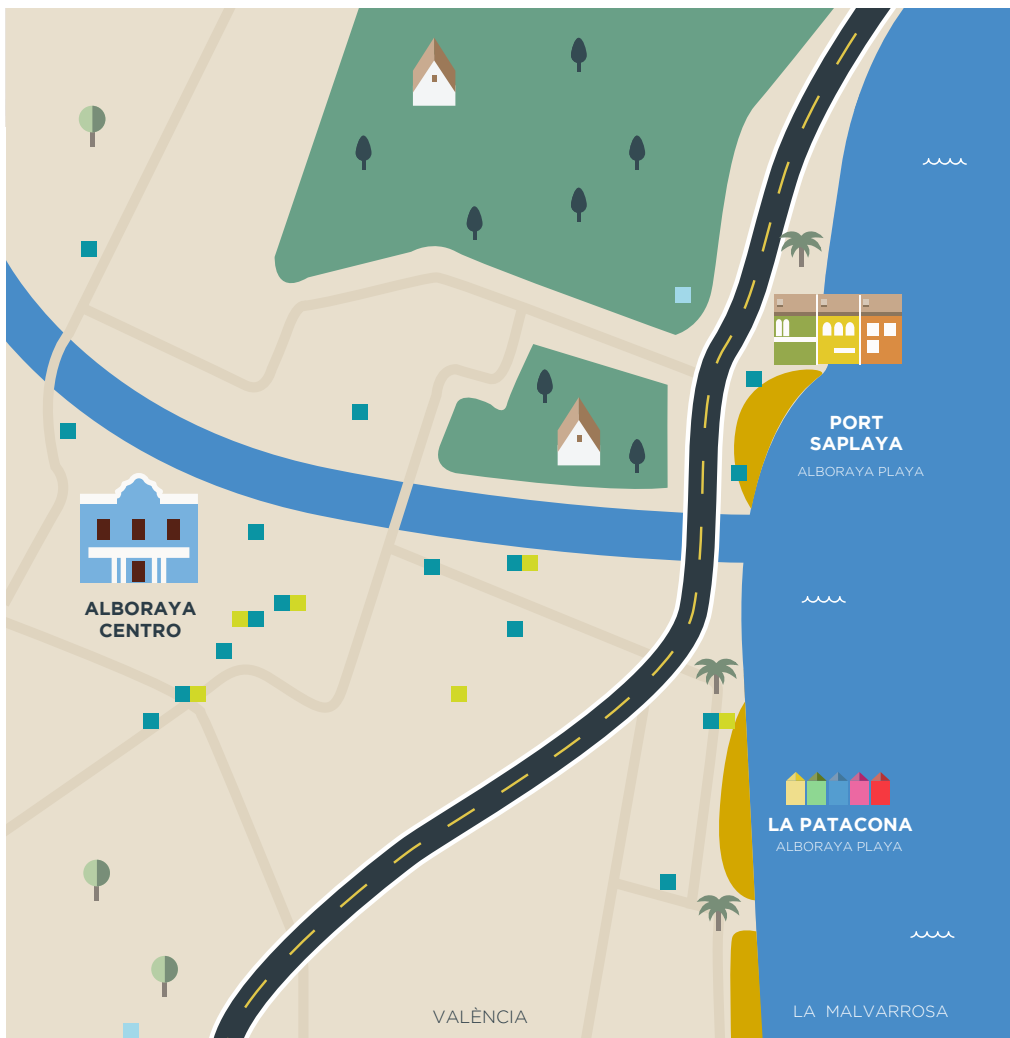 PORT
SAPLAYA
ALBORAYA PLAYA
ALBORAYA
CENTRO
LA PATACONA
ALBORAYA PLAYA
VALÈNCIA
LA MALVARROSA